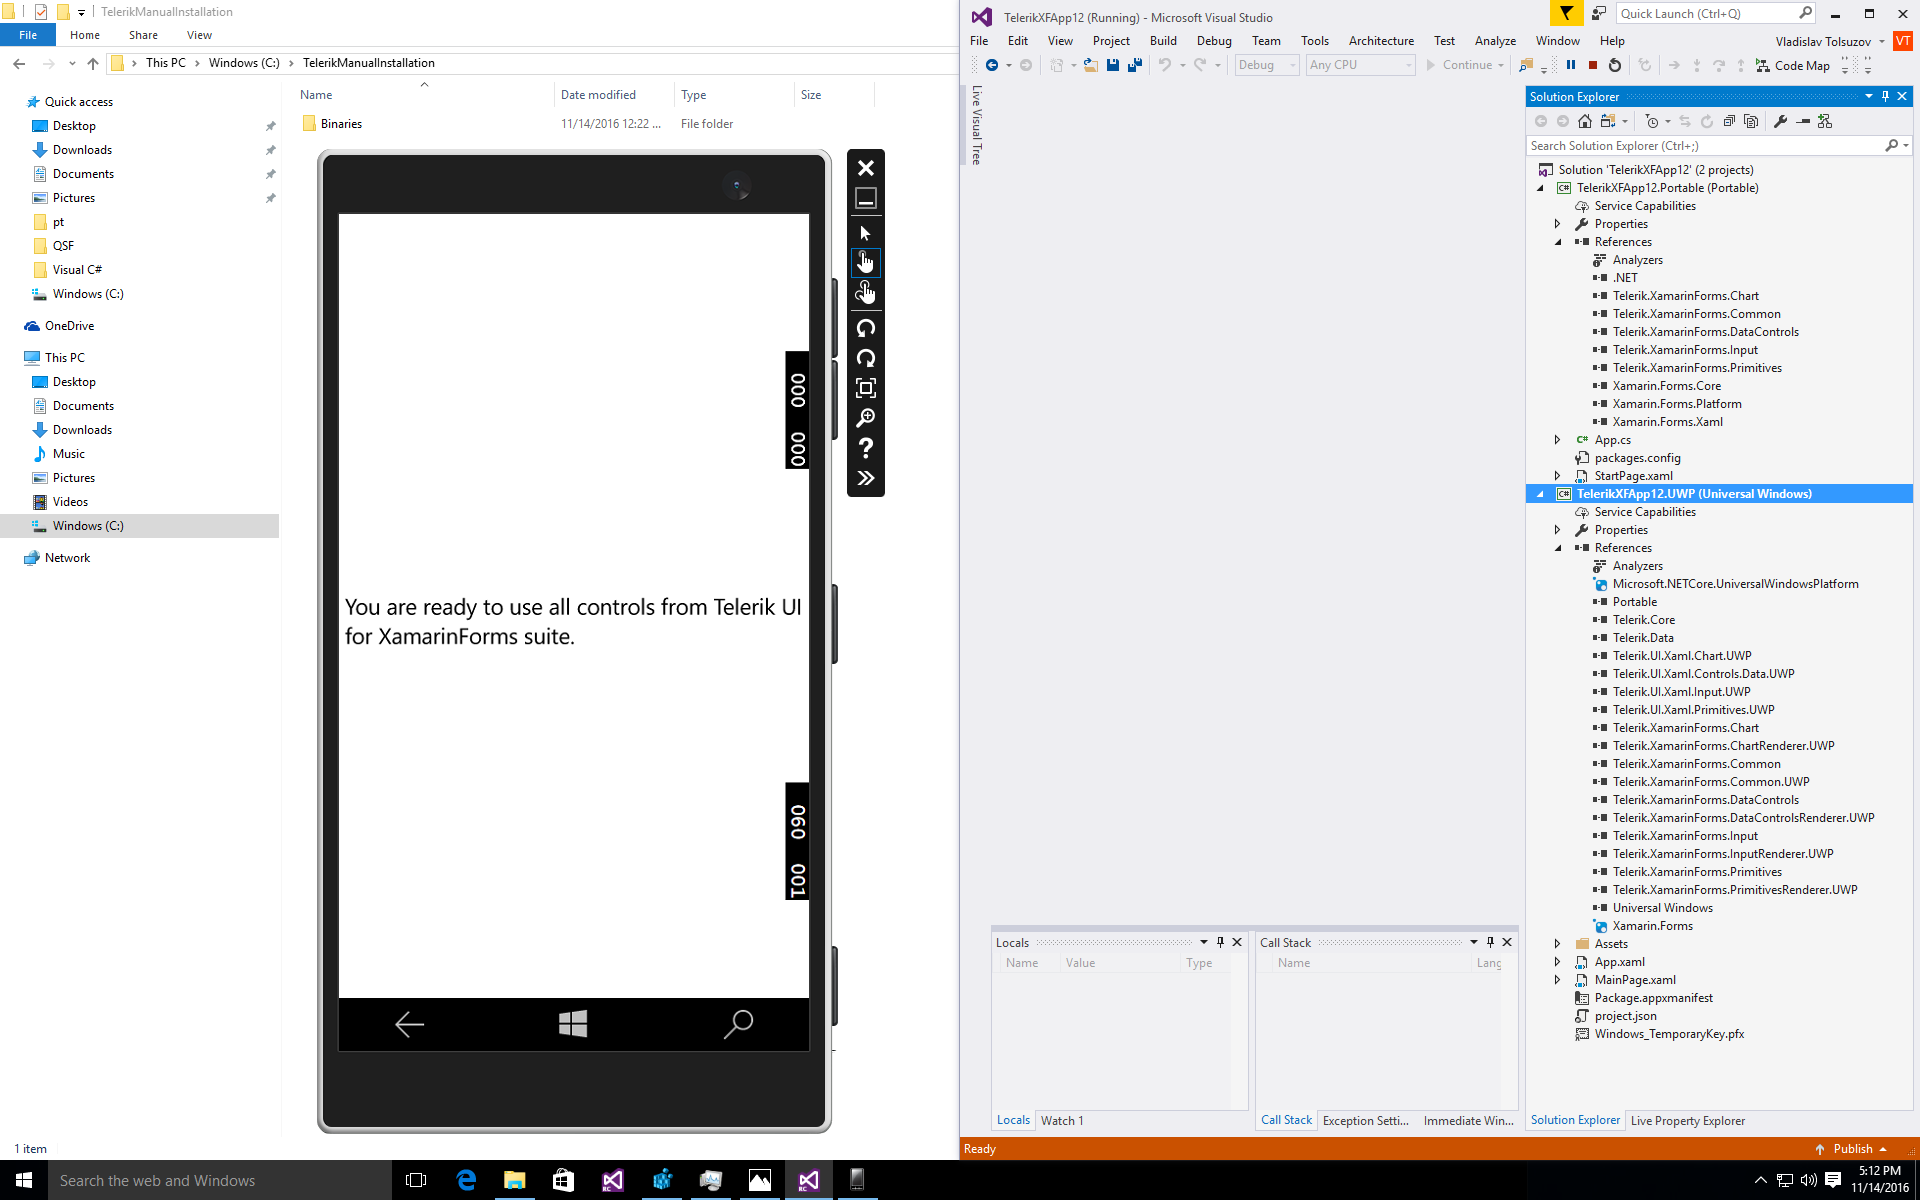 TelerikManualInstallation
File Home Share View
This PC > Windows (C:) > TelerikManualInstallation
Name Date modified Type Size
Binaries 11/14/2016 12:22 ... File folder
Quick access
Desktop
Downloads
Documents
Pictures
pt
QSF
Visual C#
Windows (C:)
OneDrive
This PC
Desktop
Documents
Downloads
Music
Pictures
Videos
Windows (C:)
Network
1 item
000 000
You are ready to use all controls from Telerik UI
for XamarinForms suite.
060 001
TelerikXFApp12 (Running) - Microsoft Visual Studio
Quick Launch (Ctrl+Q)
File Edit View Project Build Debug Team Tools Architecture Test Analyze Window Help
Vladislav Tolsuzov VT
Debug Any CPU Continue Code Map
Live Visual Tree
Solution Explorer
Search Solution Explorer (Ctrl+;)
Solution 'TelerikXFApp12' (2 projects)
TelerikXFApp12.Portable (Portable)
Service Capabilities
Properties
References
Analyzers
.NET
Telerik.XamarinForms.Chart
Telerik.XamarinForms.Common
Telerik.XamarinForms.DataControls
Telerik.XamarinForms.Input
Telerik.XamarinForms.Primitives
Xamarin.Forms.Core
Xamarin.Forms.Platform
Xamarin.Forms.Xaml
C# App.cs
packages.config
StartPage.xaml
C# TelerikXFApp12.UWP (Universal Windows)
Service Capabilities
Properties
References
Analyzers
Microsoft.NETCore.UniversalWindowsPlatform
Portable
Telerik.Core
Telerik.Data
Telerik.UI.Xaml.Chart.UWP
Telerik.UI.Xaml.Controls.Data.UWP
Telerik.UI.Xaml.Input.UWP
Telerik.UI.Xaml.Primitives.UWP
Telerik.XamarinForms.Chart
Telerik.XamarinForms.ChartRenderer.UWP
Telerik.XamarinForms.Common
Telerik.XamarinForms.Common.UWP
Telerik.XamarinForms.DataControls
Telerik.XamarinForms.DataControlsRenderer.UWP
Telerik.XamarinForms.Input
Telerik.XamarinForms.InputRenderer.UWP
Telerik.XamarinForms.Primitives
Telerik.XamarinForms.PrimitivesRenderer.UWP
Universal Windows
Xamarin.Forms
Assets
App.xaml
MainPage.xaml
Package.appxmanifest
project.json
Windows_TemporaryKey.pfx
Locals
Name Value Type
Locals Watch 1
Call Stack
Name Lang
Call Stack Exception Setti... Immediate Win...
Solution Explorer Live Property Explorer
Ready Publish
Search the web and Windows
5:12 PM
11/14/2016